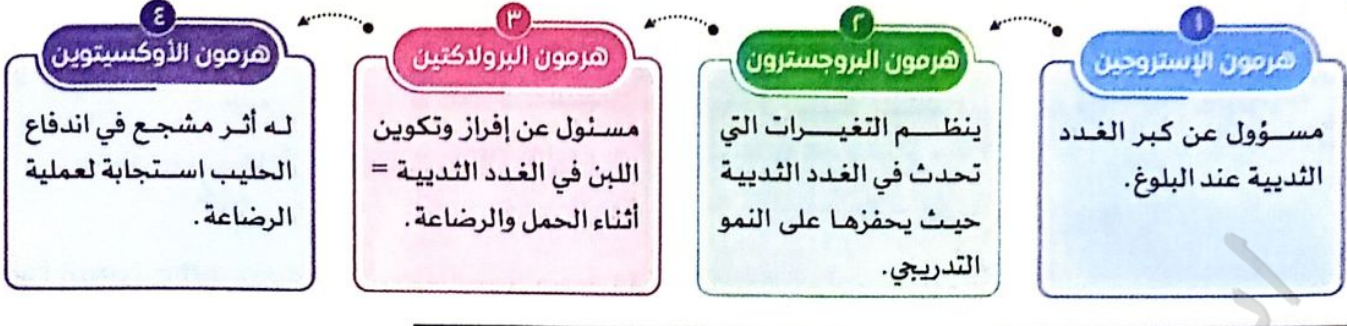 ١
هرمون الإستروجين
مسؤول عن كبر الغدد
الثديية عند البلوغ.
٢
هرمون البروجسترون
ينظم التغيرات التي
تحدث في الغدد الثديية
حيث يحفزها على النمو
التدريجي.
٣
هرمون البرولاكتين
مسئول عن إفراز وتكوين
اللبن في الغدد الثديية =
أثناء الحمل والرضاعة.
٤
هرمون الأوكسيتوين
له أثر مشجع في اندفاع
الحليب استجابة لعملية
الرضاعة.